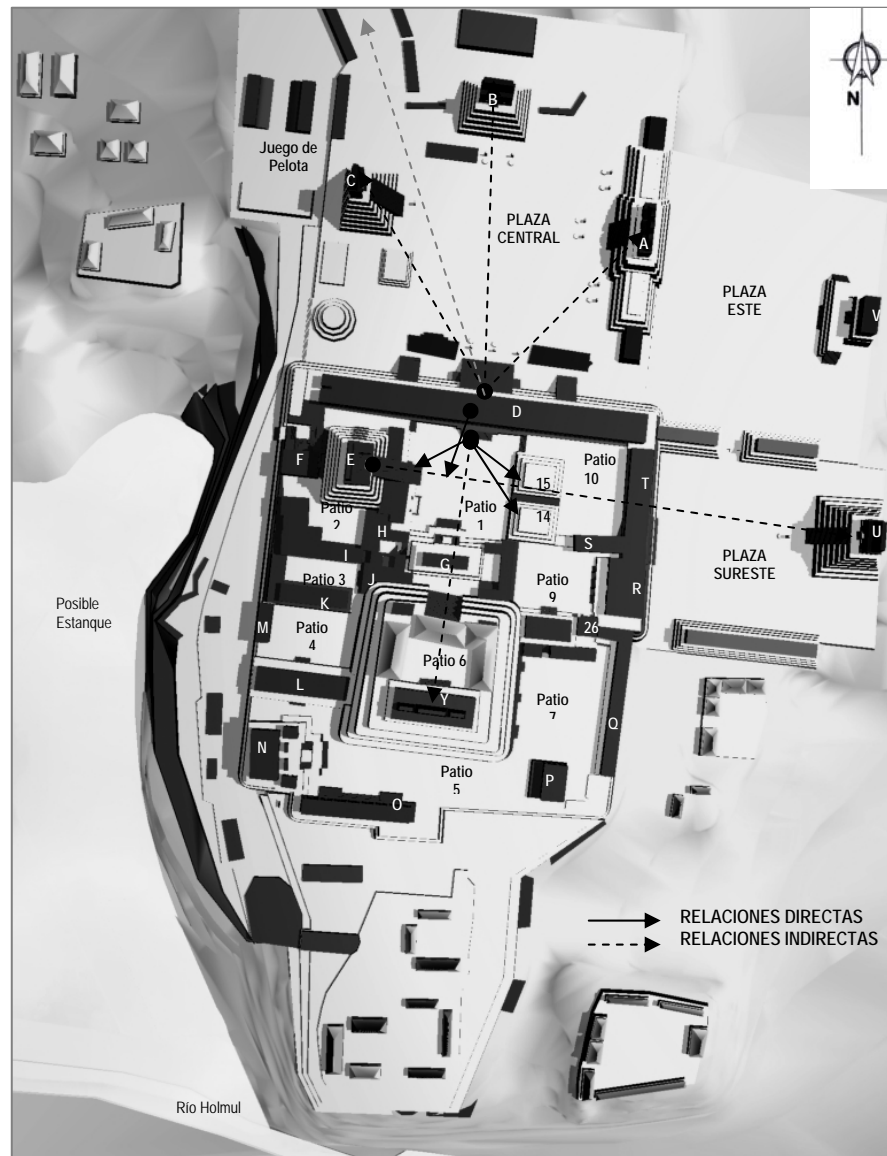 N
B
Juego de
Pelota
C
PLAZA
CENTRAL
A
PLAZA
ESTE
V
D
F
E
Patio
10
15
T
Patio
2
Patio
1
14
U
H
S
PLAZA
SURESTE
I
G
Patio 3
J
Patio
9
R
Posible
Estanque
K
M
Patio
4
26
Patio 6
L
Y
Patio
7
Q
N
Patio
5
P
O
RELACIONES DIRECTAS
RELACIONES INDIRECTAS
Río Holmul